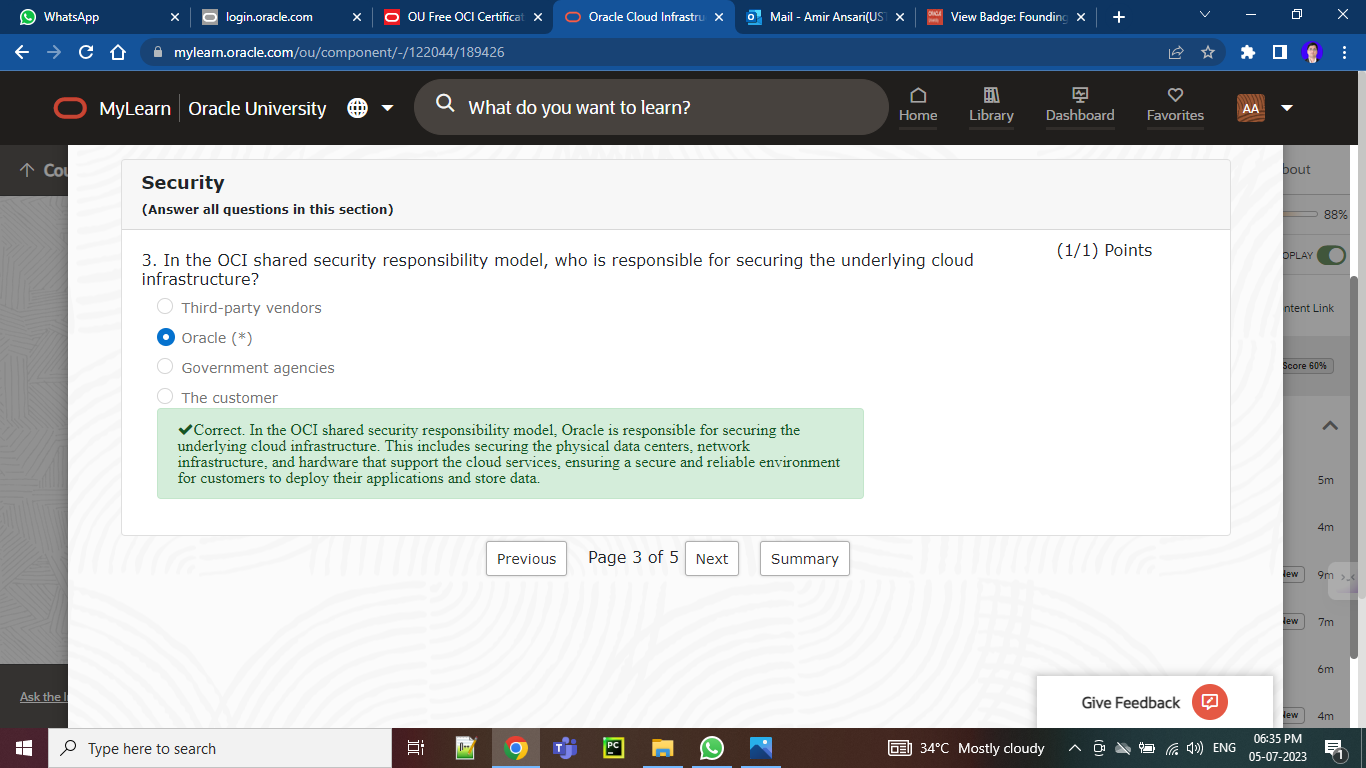 WhatsApp
login.oracle.com
OU Free OCI Certificat
Oracle Cloud Infrastru
Mail - Amir Ansari(UST
View Badge: Founding
mylearn.oracle.com/ou/component/-/122044/189426
MyLearn
Oracle University
What do you want to learn?
Home
Library
Dashboard
Favorites
AA
Cou
bout
88%
OPLAY
ntent Link
Score 60%
5m
4m
New 9m
New 7m
6m
New 4m
Security
(Answer all questions in this section)
3. In the OCI shared security responsibility model, who is responsible for securing the underlying cloud
infrastructure?
(1/1) Points
Third-party vendors
Oracle (*)
Government agencies
The customer
Correct. In the OCI shared security responsibility model, Oracle is responsible for securing the
underlying cloud infrastructure. This includes securing the physical data centers, network
infrastructure, and hardware that support the cloud services, ensuring a secure and reliable environment
for customers to deploy their applications and store data.
Previous
Page 3 of 5
Next
Summary
Ask the I
Give Feedback
Type here to search
PC
34°C Mostly cloudy
ENG
06:35 PM
05-07-2023
1